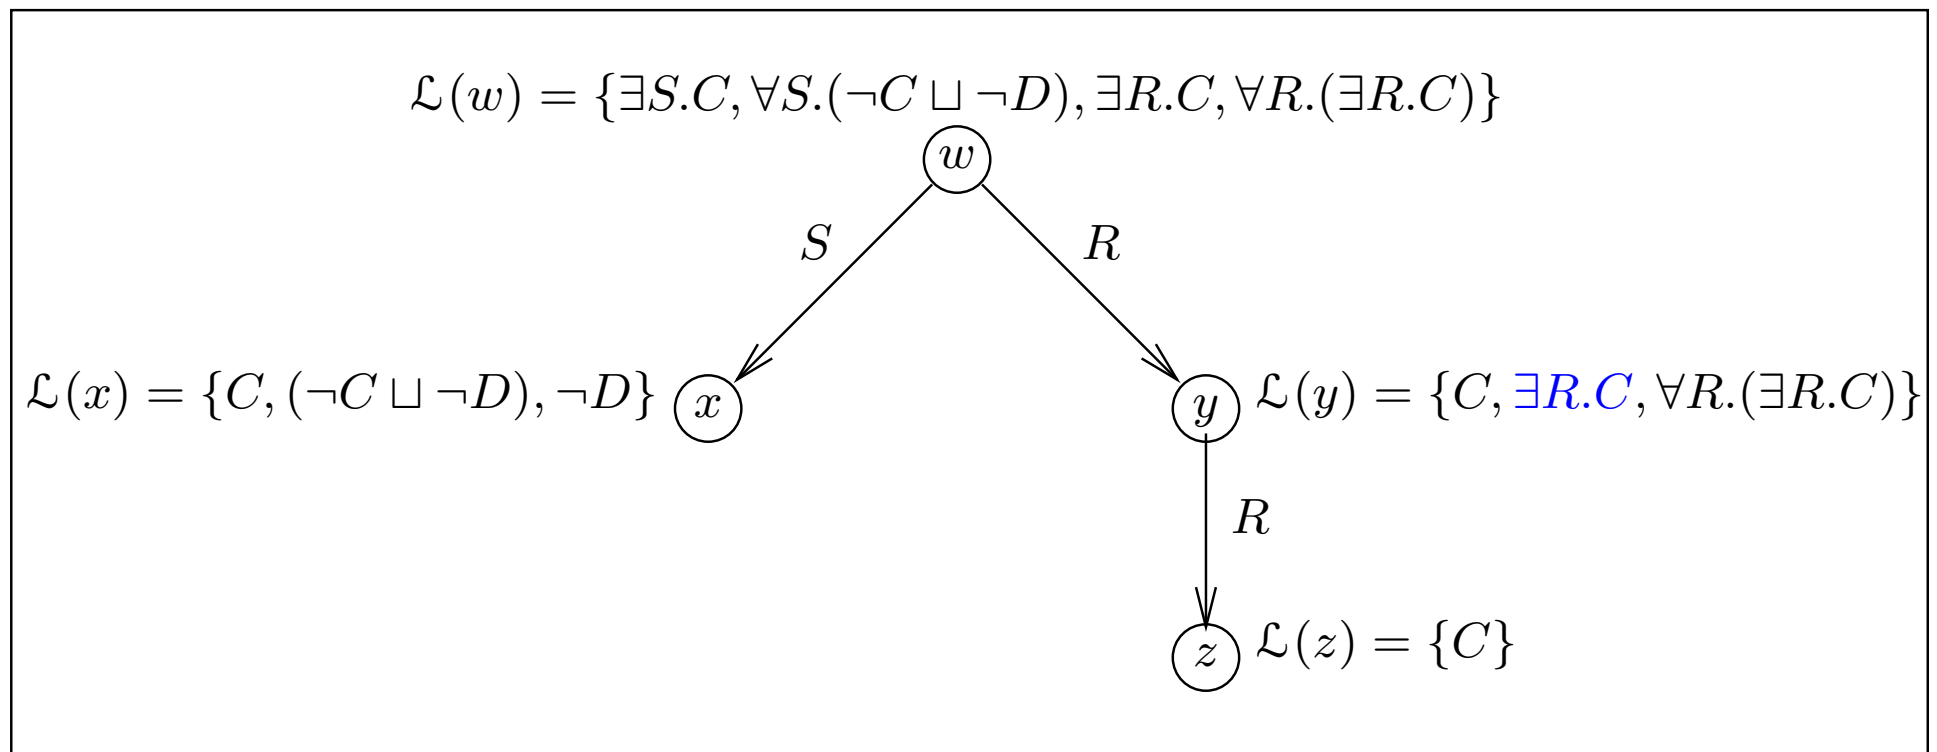 ℒ(w) = {∃S.C, ∀S.(¬C ⊔ ¬D), ∃R.C, ∀R.(∃R.C)}
w
S R
ℒ(x) = {C, (¬C ⊔ ¬D), ¬D} x y ℒ(y) = {C, ∃R.C, ∀R.(∃R.C)}
R
z ℒ(z) = {C}